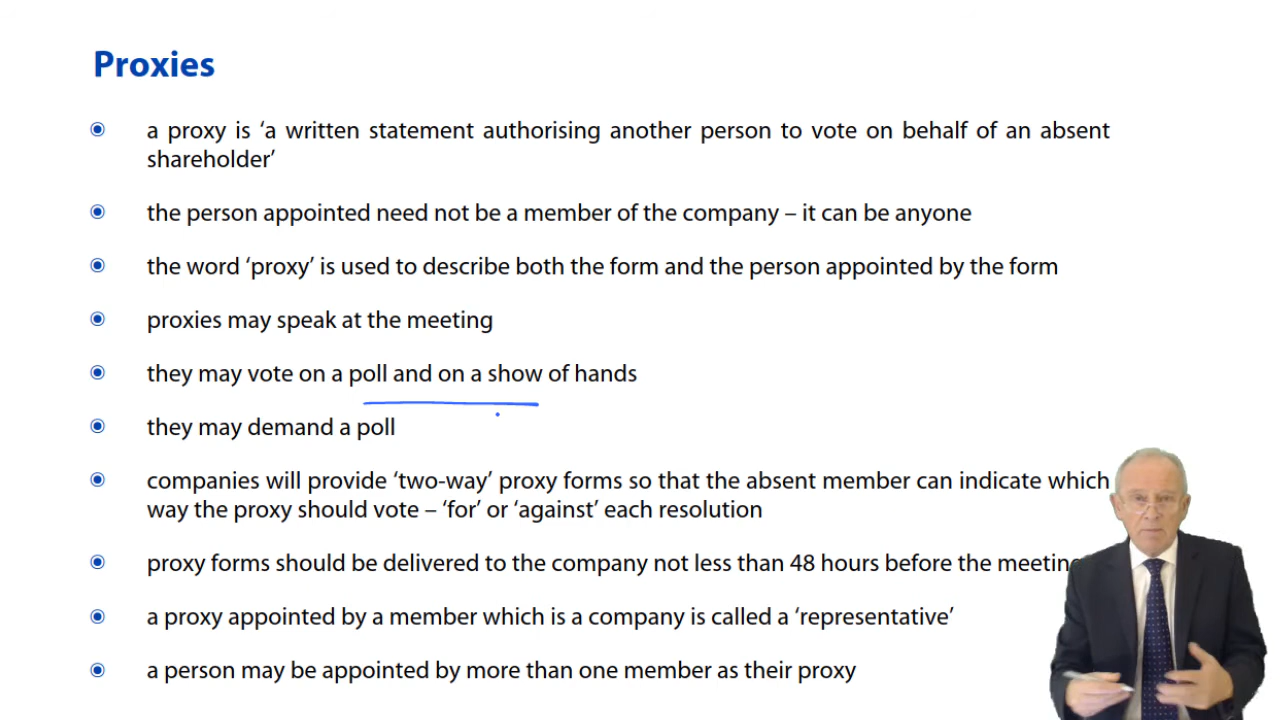 Proxies
a proxy is ‘a written statement authorising another person to vote on behalf of an absent
shareholder’
the person appointed need not be a member of the company – it can be anyone
the word ‘proxy’ is used to describe both the form and the person appointed by the form
proxies may speak at the meeting
they may vote on a poll and on a show of hands
they may demand a poll
companies will provide ‘two-way’ proxy forms so that the absent member can indicate which
way the proxy should vote – ‘for’ or ‘against’ each resolution
proxy forms should be delivered to the company not less than 48 hours before the meeting
a proxy appointed by a member which is a company is called a ‘representative’
a person may be appointed by more than one member as their proxy